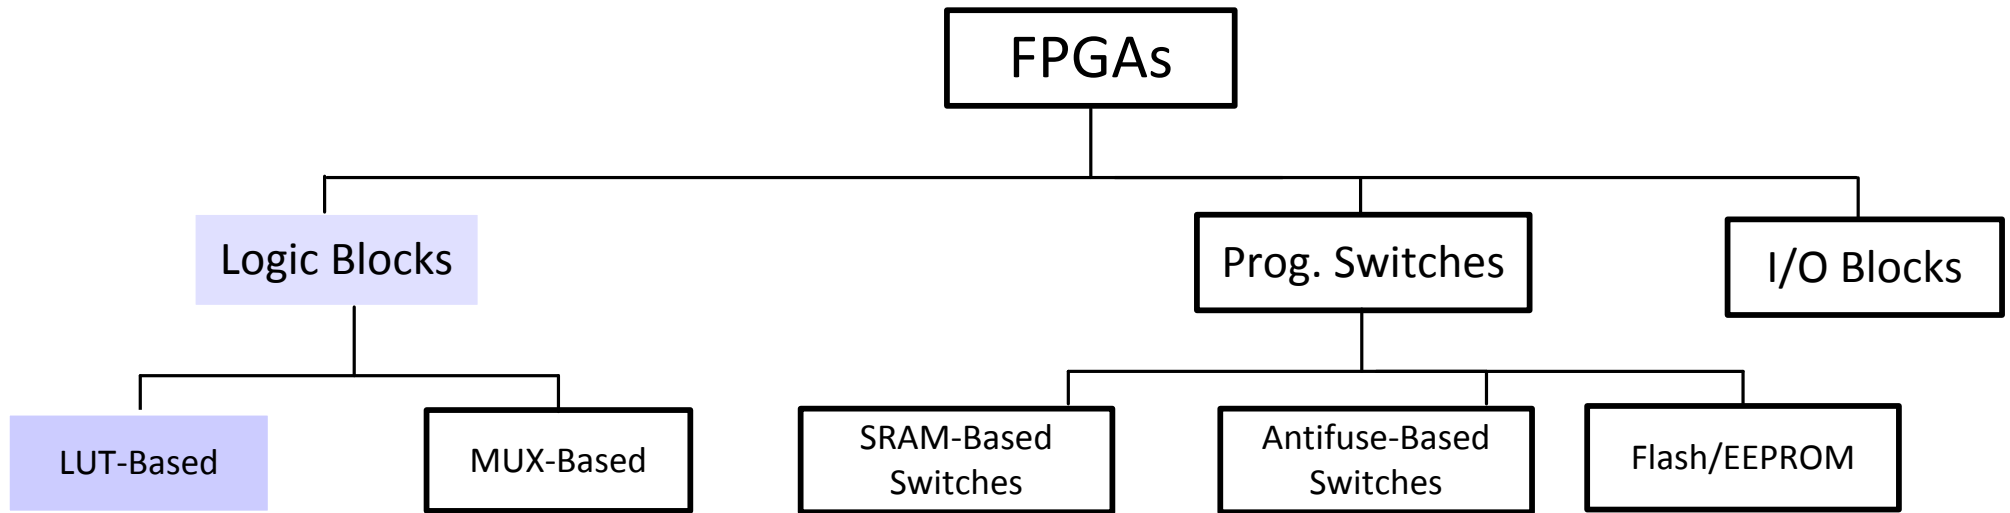 FPGAs
Logic Blocks
Prog. Switches
I/O Blocks
LUT-Based
MUX-Based
SRAM-Based
Switches
Antifuse-Based
Switches
Flash/EEPROM